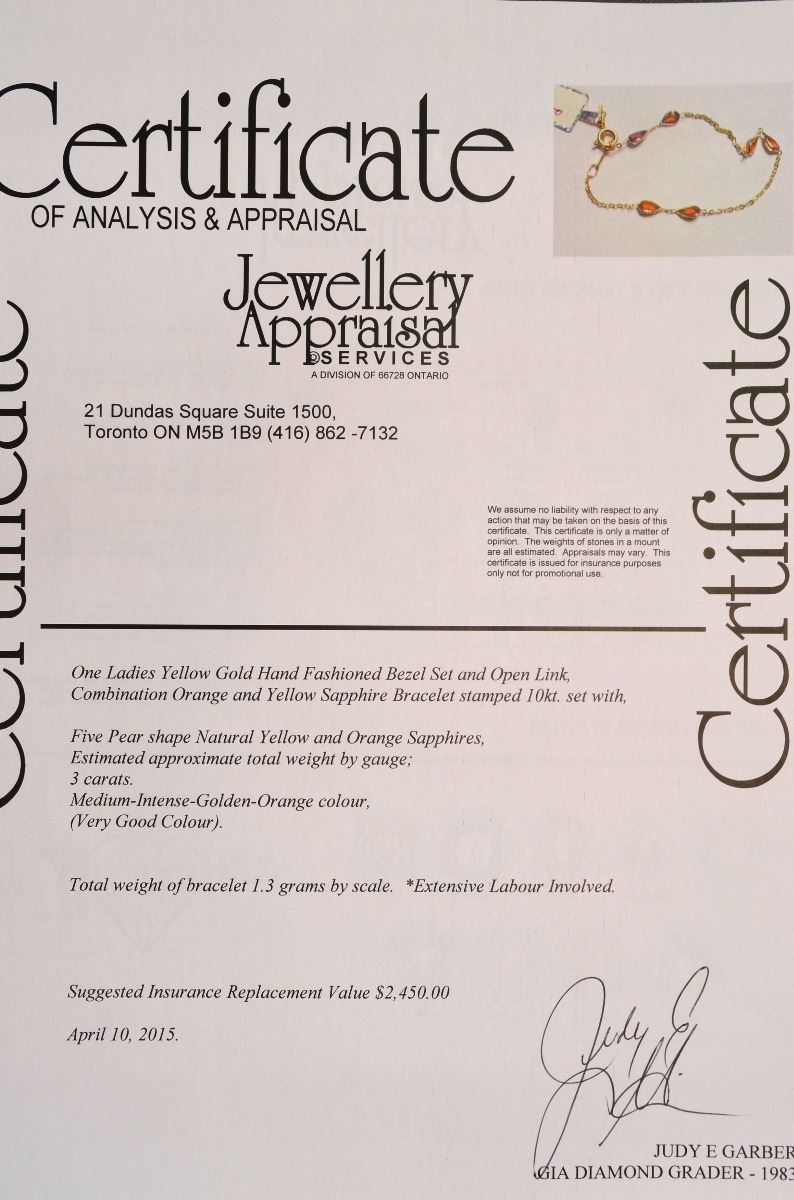 Certificate
OF ANALYSIS & APPRAISAL
Jewellery
Appraisal
©SERVICES
A DIVISION OF 66728 ONTARIO
21 Dundas Square Suite 1500,
Toronto ON M5B 1B9 (416) 862 -7132
We assume no liability with respect to any
action that may be taken on the basis of this
certificate. This certificate is only a matter of
opinion. The weights of stones in a mount
are all estimated. Appraisals may vary. This
certificate is issued for insurance purposes
only not for promotional use.
Certificate
Certificate
One Ladies Yellow Gold Hand Fashioned Bezel Set and Open Link,
Combination Orange and Yellow Sapphire Bracelet stamped 10kt. set with,
Five Pear shape Natural Yellow and Orange Sapphires,
Estimated approximate total weight by gauge;
3 carats.
Medium-Intense-Golden-Orange colour,
(Very Good Colour).
Total weight of bracelet 1.3 grams by scale. *Extensive Labour Involved.
Suggested Insurance Replacement Value $2,450.00
April 10, 2015.
Judy E G.
JUDY E GARBER
GIA DIAMOND GRADER - 1983